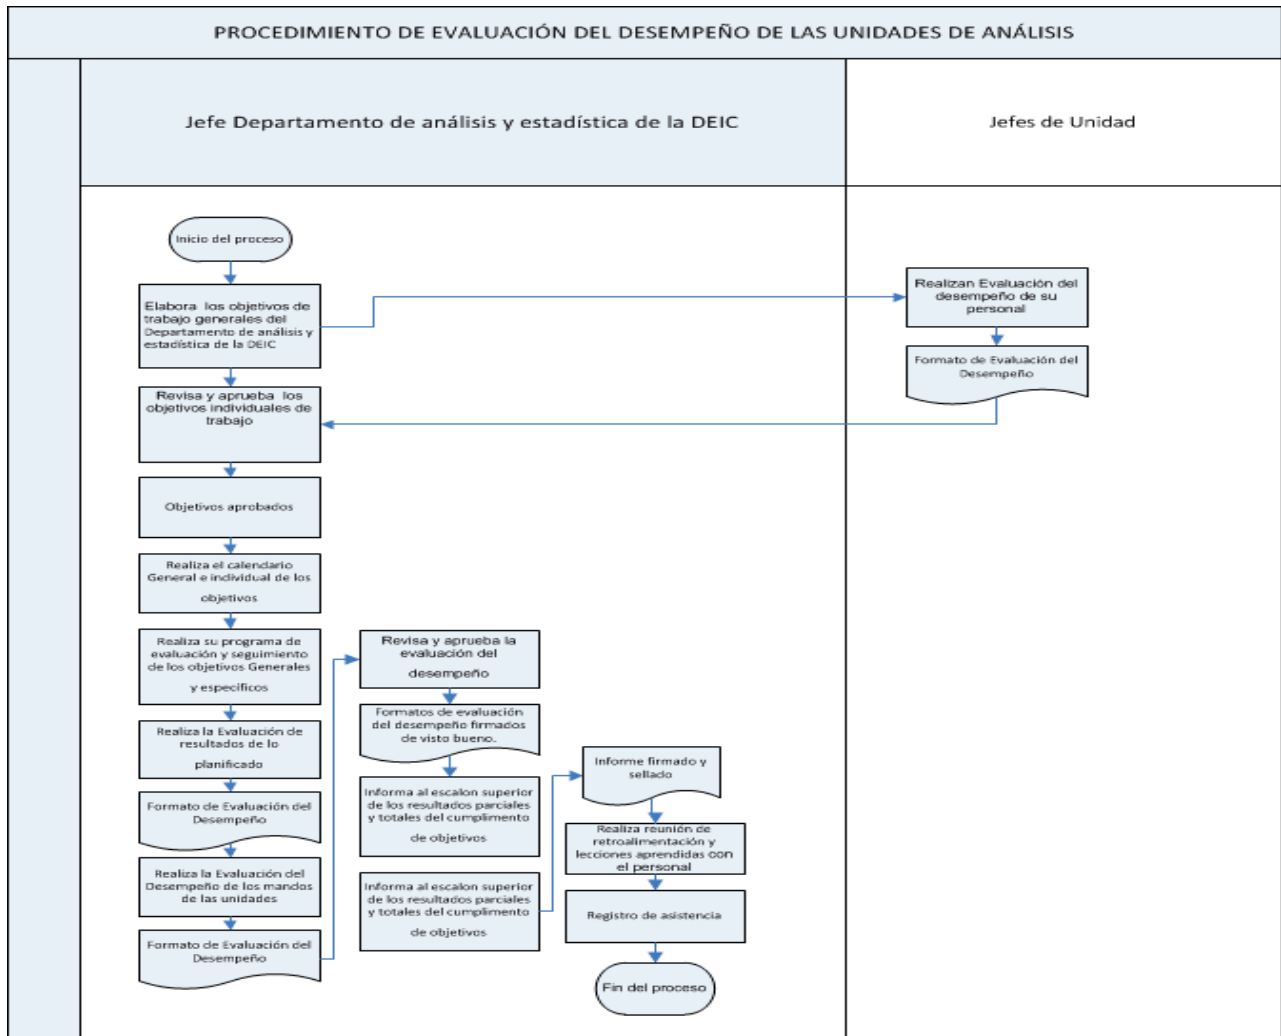 PROCEDIMIENTO DE EVALUACIÓN DEL DESEMPEÑO DE LAS UNIDADES DE ANÁLISIS
Jefe Departamento de análisis y estadística de la DEIC
Jefes de Unidad
Inicio del proceso
Elabora los objetivos de
trabajo generales del
Departamento de análisis y
estadística de la DEIC
Realizan Evaluación del
desempeño de su
personal
Formato de Evaluación del
Desempeño
Revisa y aprueba los
objetivos individuales de
trabajo
Objetivos aprobados
Realiza el calendario
General e individual de los
objetivos
Realiza su programa de
evaluación y seguimiento
de los objetivos Generales
y específicos
Realiza la Evaluación de
resultados de lo
planificado
Formato de Evaluación del
Desempeño
Realiza la Evaluación del
Desempeño de los mandos
de las unidades
Formato de Evaluación del
Desempeño
Revisa y aprueba la
evaluación del
desempeño
Formatos de evaluación
del desempeño firmados
de visto bueno.
Informa al escalon superior
de los resultados parciales
y totales del cumplimento
de objetivos
Informa al escalon superior
de los resultados parciales
y totales del cumplimento
de objetivos
Informe firmado y
sellado
Realiza reunión de
retroalimentación y
lecciones aprendidas con
el personal
Registro de asistencia
Fin del proceso